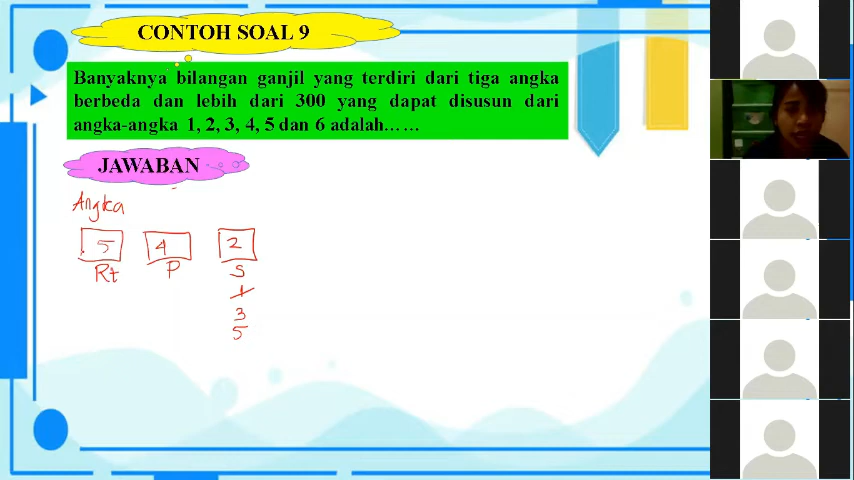 CONTOH SOAL 9
Banyaknya bilangan ganjil yang terdiri dari tiga angka
berbeda dan lebih dari 300 yang dapat disusun dari
angka-angka 1, 2, 3, 4, 5 dan 6 adalah... ...
JAWABAN
Angka
5 4 2
Rt P S
1
3
5